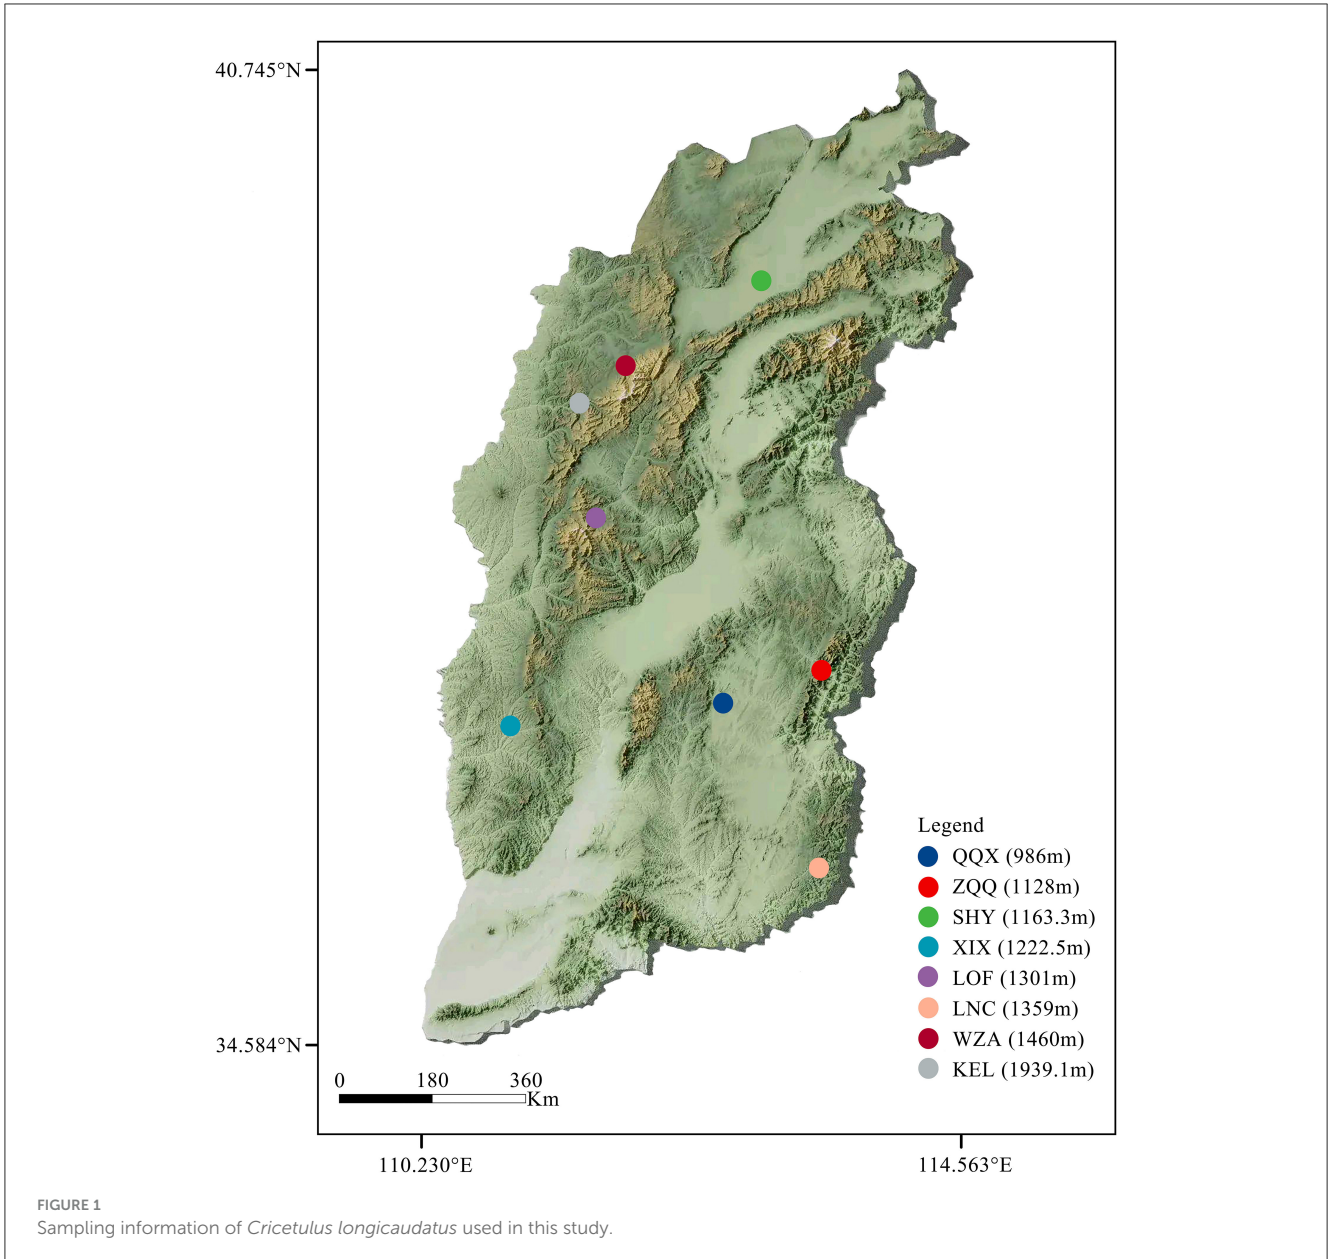 40.745°N
34.584°N
0 180 360
Km
110.230°E 114.563°E
Legend
QQX (986m)
ZQQ (1128m)
SHY (1163.3m)
XIX (1222.5m)
LOF (1301m)
LNC (1359m)
WZA (1460m)
KEL (1939.1m)
FIGURE 1
Sampling information of Cricetulus longicaudatus used in this study.